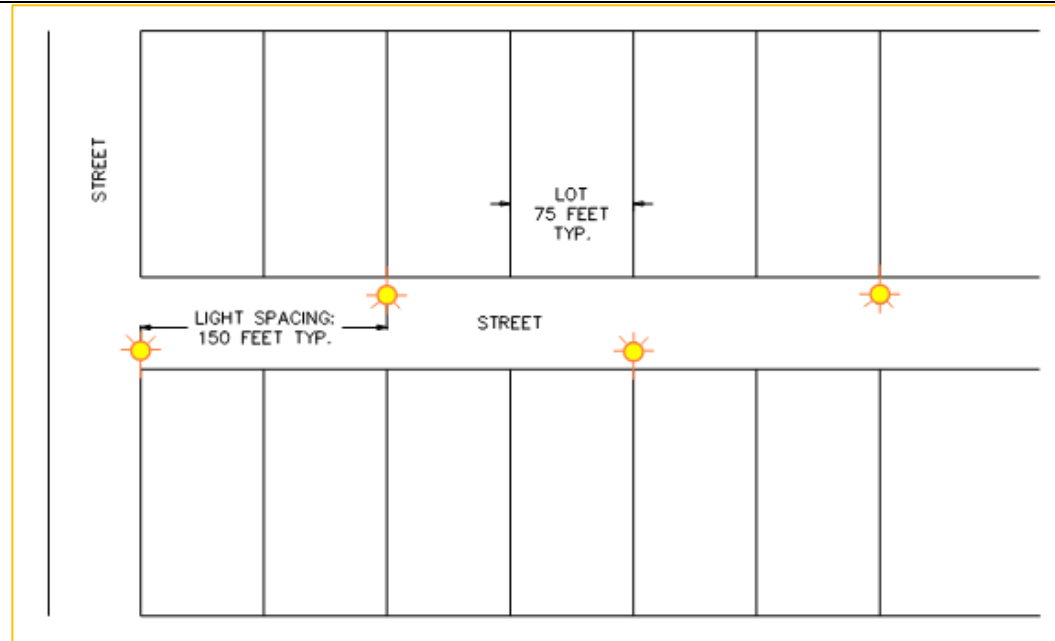 STREET
LOT
75 FEET
TYP.
LIGHT SPACING:
150 FEET TYP.
STREET